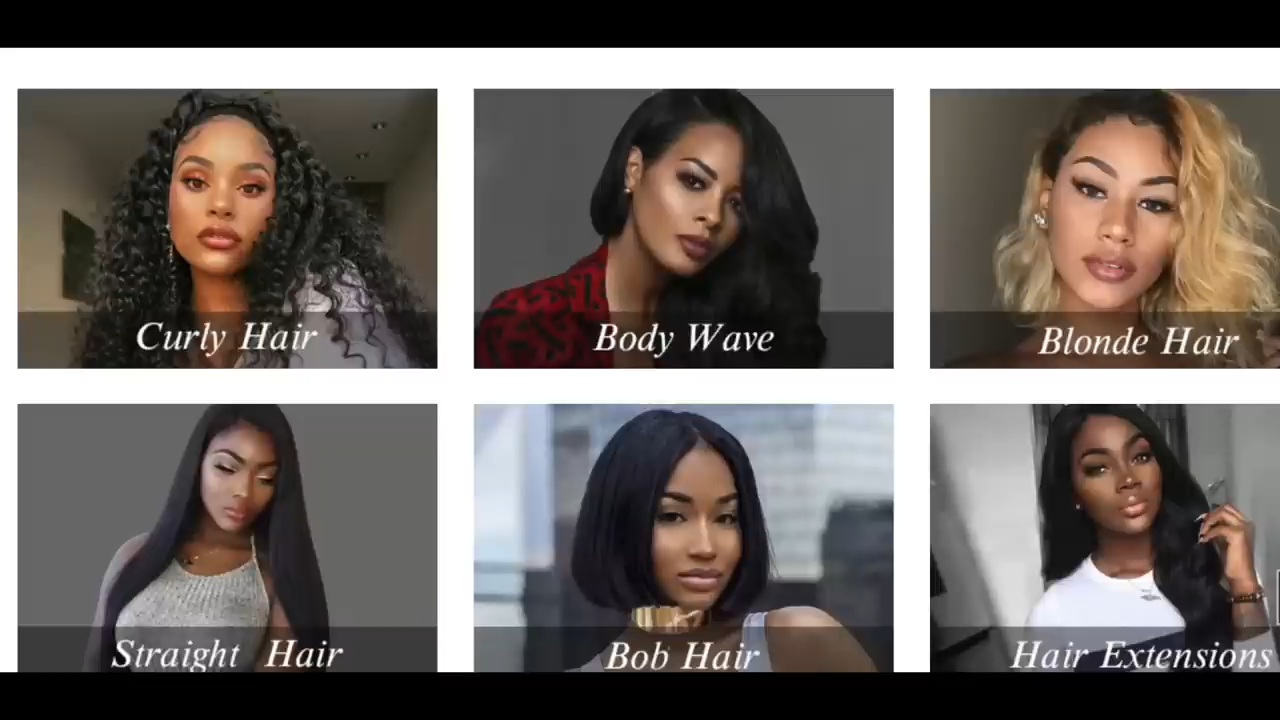 Curly Hair
Body Wave
Blonde Hair
Straight Hair
Bob Hair
Hair Extensions